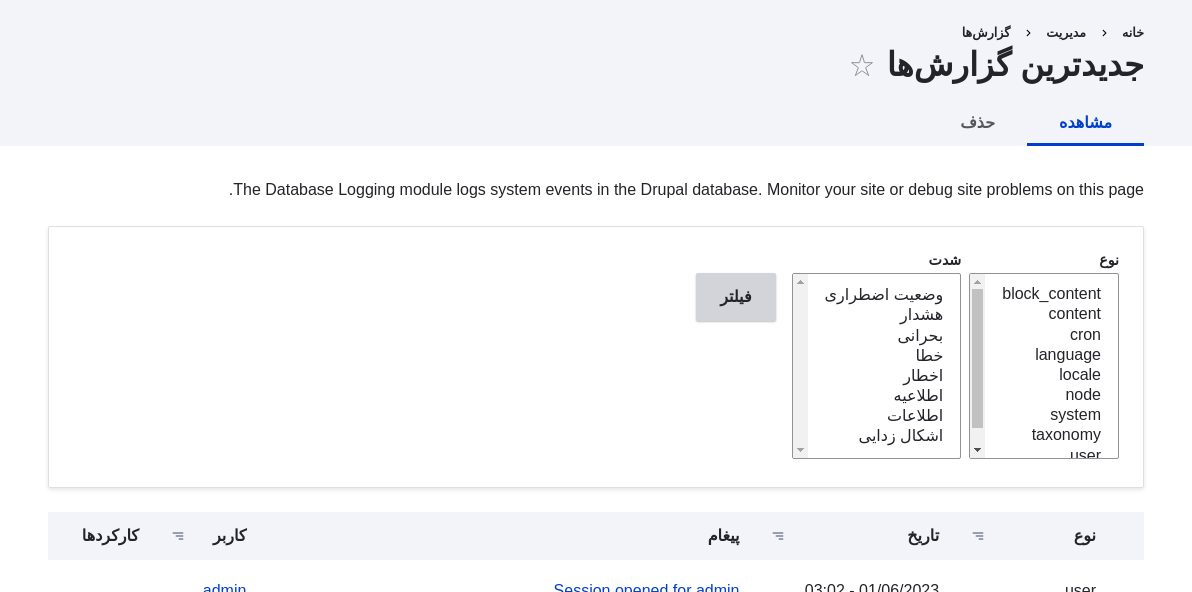 خانه › مدیریت › گزارش‌ها
جدیدترین گزارش‌ها ☆
مشاهده حذف
The Database Logging module logs system events in the Drupal database. Monitor your site or debug site problems on this page.
نوع
block_content
content
cron
language
locale
node
system
taxonomy
user
شدت
وضعیت اضطراری
هشدار
بحرانی
خطا
اخطار
اطلاعیه
اطلاعات
اشکال زدایی
فیلتر
نوع تاریخ پیغام کاربر کارکردها
user 01/06/2023 - 03:02 Session opened for admin admin